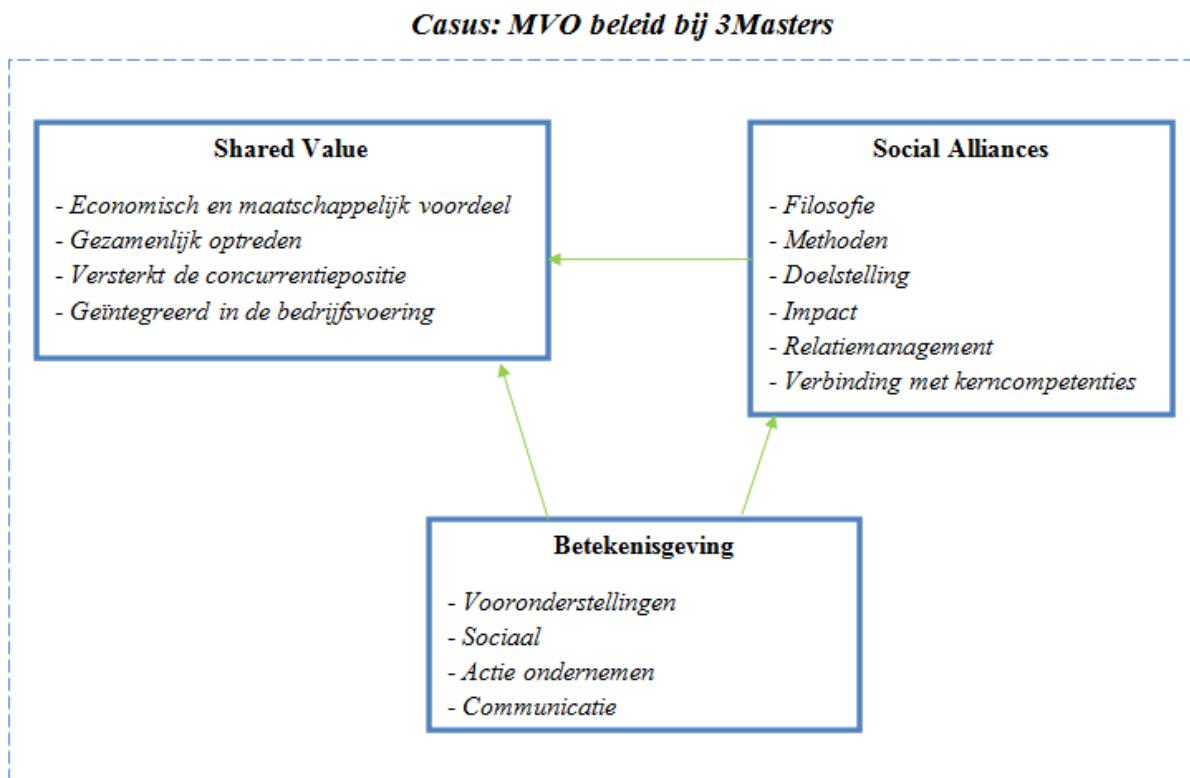 Casus: MVO beleid bij 3Masters
Shared Value
- Economisch en maatschappelijk voordeel
- Gezamenlijk optreden
- Versterkt de concurrentiepositie
- Geïntegreerd in de bedrijfsvoering
Social Alliances
- Filosofie
- Methoden
- Doelstelling
- Impact
- Relatiemanagement
- Verbinding met kerncompetenties
Betekenisgeving
- Vooronderstellingen
- Sociaal
- Actie ondernemen
- Communicatie